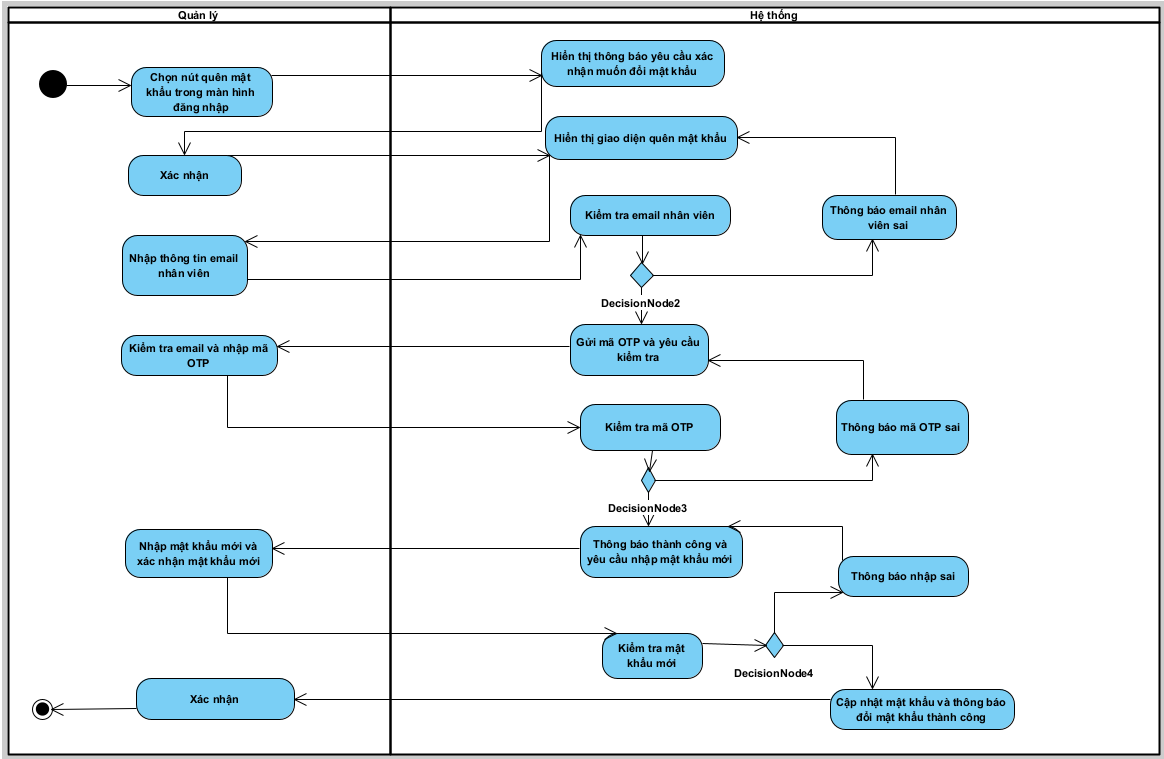 Quản lý
Hệ thống
Chọn nút quên mật
khẩu trong màn hình
đăng nhập
Hiển thị thông báo yêu cầu xác
nhận muốn đổi mật khẩu
Hiển thị giao diện quên mật khẩu
Xác nhận
Kiểm tra email nhân viên
Thông báo email nhân
viên sai
Nhập thông tin email
nhân viên
DecisionNode2
Kiểm tra email và nhập mã
OTP
Gửi mã OTP và yêu cầu
kiểm tra
Kiểm tra mã OTP
Thông báo mã OTP sai
DecisionNode3
Nhập mật khẩu mới và
xác nhận mật khẩu mới
Thông báo thành công và
yêu cầu nhập mật khẩu mới
Thông báo nhập sai
Kiểm tra mật
khẩu mới
DecisionNode4
Xác nhận
Cập nhật mật khẩu và thông báo
đổi mật khẩu thành công